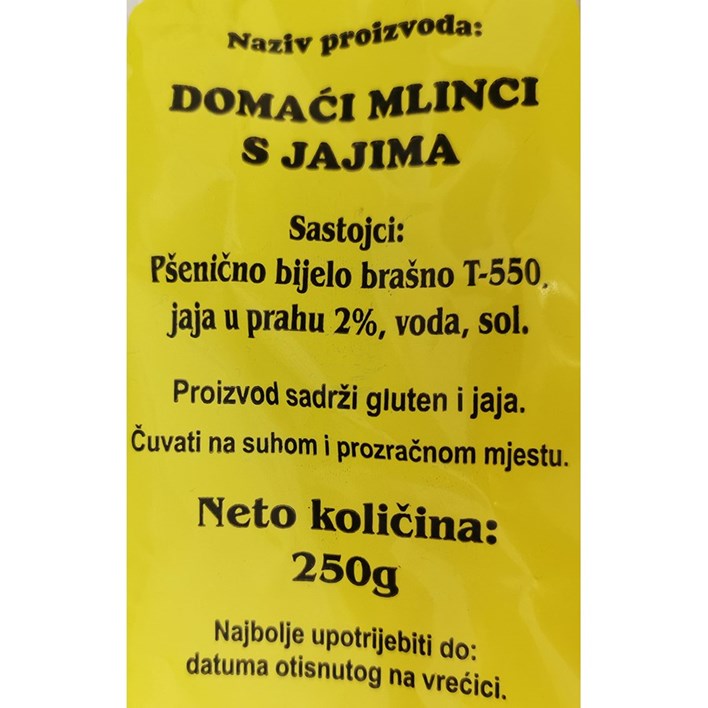 Naziv proizvoda:
DOMAĆI MLINCI
S JAJIMA
Sastojci:
Pšenično bijelo brašno T-550,
jaja u prahu 2%, voda, sol.
Proizvod sadrži gluten i jaja.
Čuvati na suhom i prozračnom mjestu.
Neto količina:
250g
Najbolje upotrijebiti do:
datuma otisnutog na vrećici.